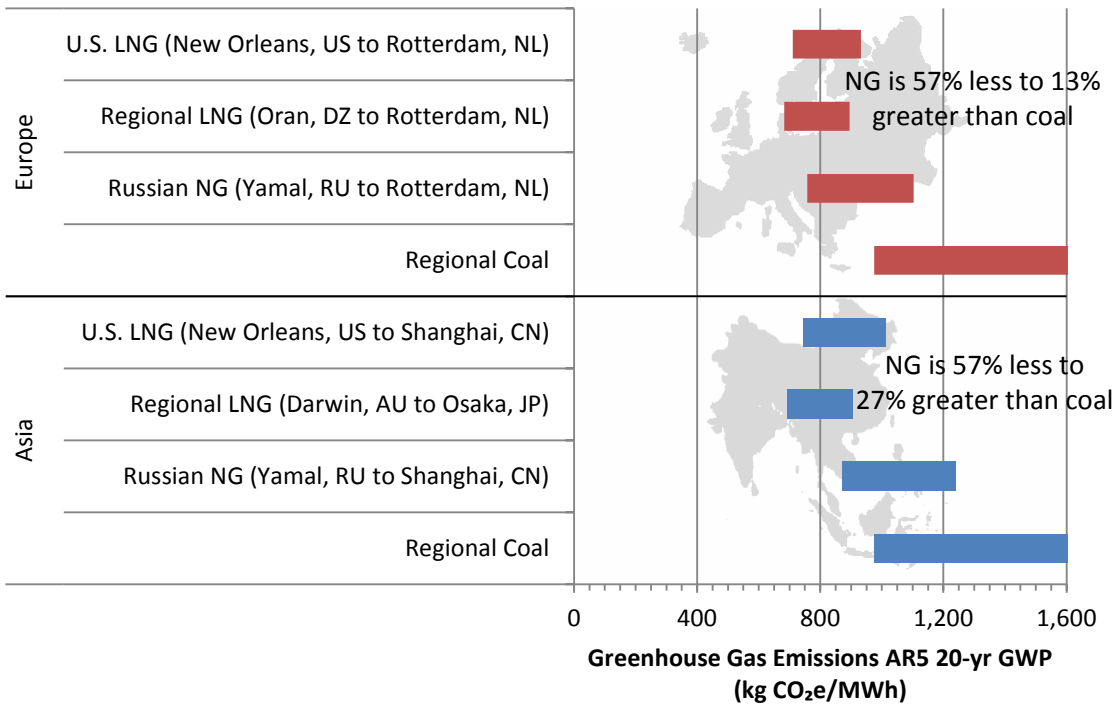 Europe
U.S. LNG (New Orleans, US to Rotterdam, NL)
Regional LNG (Oran, DZ to Rotterdam, NL)
Russian NG (Yamal, RU to Rotterdam, NL)
Regional Coal
NG is 57% less to 13%
greater than coal
Asia
U.S. LNG (New Orleans, US to Shanghai, CN)
Regional LNG (Darwin, AU to Osaka, JP)
Russian NG (Yamal, RU to Shanghai, CN)
Regional Coal
NG is 57% less to
27% greater than coal
0 400 800 1,200 1,600
Greenhouse Gas Emissions AR5 20-yr GWP
(kg CO₂e/MWh)